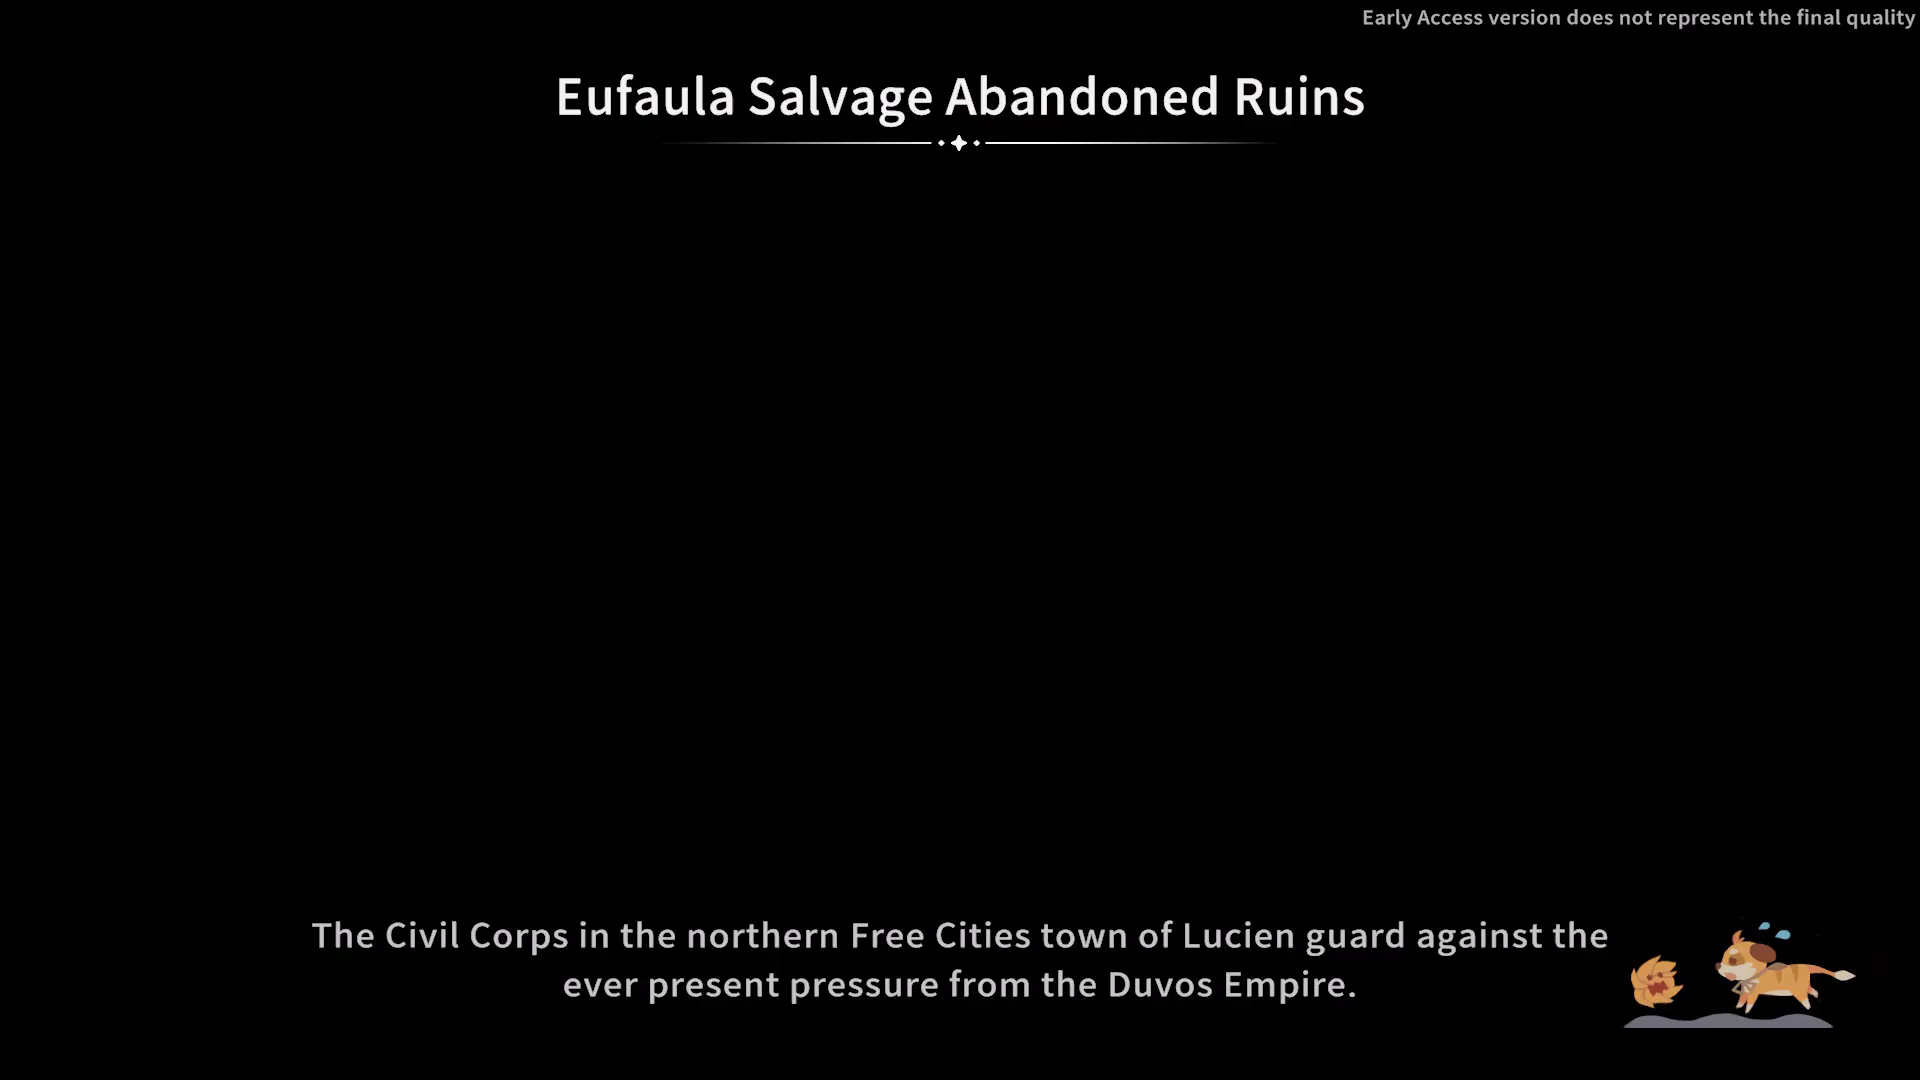 Early Access version does not represent the final quality
Eufaula Salvage Abandoned Ruins
The Civil Corps in the northern Free Cities town of Lucien guard against the
ever present pressure from the Duvos Empire.